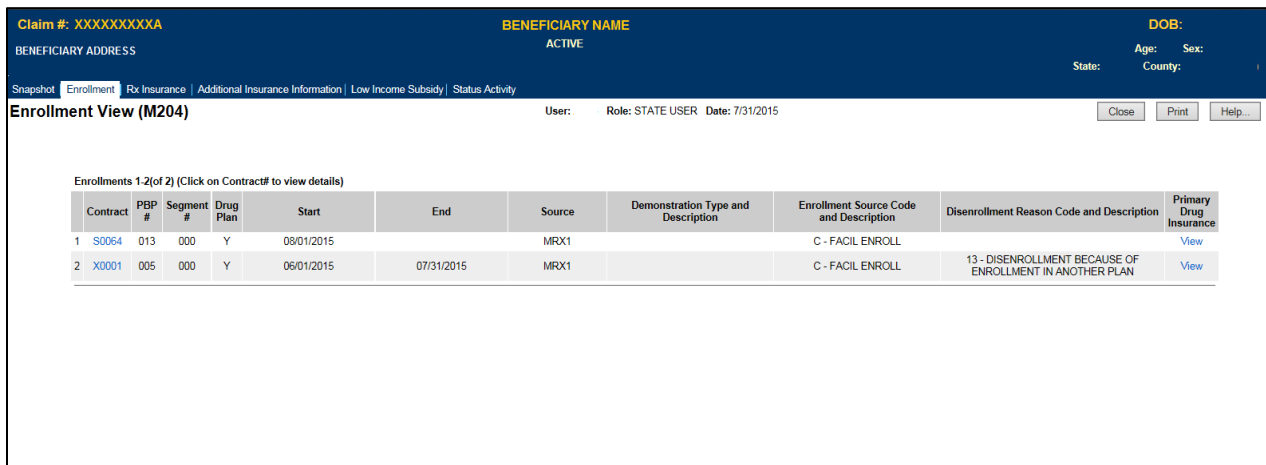 Claim #: XXXXXXXXXA BENEFICIARY NAME DOB:
BENEFICIARY ADDRESS ACTIVE Age: Sex:
State: County:
Snapshot | Enrollment | Rx Insurance | Additional Insurance Information | Low Income Subsidy | Status Activity
Enrollment View (M204) User: Role: STATE USER Date: 7/31/2015 Close Print Help...
Enrollments 1-2(of 2) (Click on Contract# to view details)
Contract PBP # Segment # Drug Plan Start End Source Demonstration Type and Description Enrollment Source Code and Description Disenrollment Reason Code and Description Primary Drug Insurance
1 S0064 013 000 Y 08/01/2015 MRX1 C - FACIL ENROLL View
2 X0001 005 000 Y 06/01/2015 07/31/2015 MRX1 C - FACIL ENROLL 13 - DISENROLLMENT BECAUSE OF ENROLLMENT IN ANOTHER PLAN View